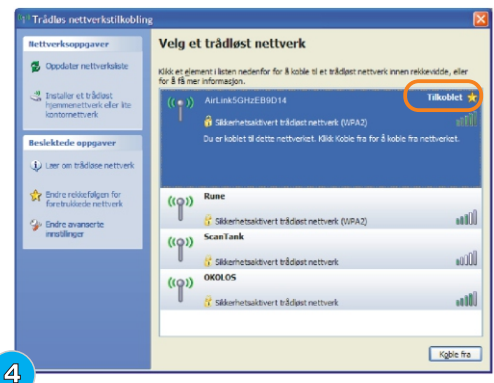 Trådløs nettverkstilkobling
Nettverksoppgaver
Oppdater nettverksliste
Installer et trådløst
hjemmenettverk eller lite
kontornettverk
Beslektede oppgaver
Lær om trådløse nettverk
Endre rekkefølgen for
foretrukkede nettverk
Endre avanserte
innstillinger
Velg et trådløst nettverk
Klikk et element i listen nedenfor for å koble til et trådløst nettverk innen rekkevidde, eller
for å få mer informasjon.
AirLink5GHzEB9D14
Tilkoblet
Sikkerhetsaktivert trådløst nettverk (WPA2)
Du er koblet til dette nettverket. Klikk Koble fra for å koble fra nettverket.
Rune
Sikkerhetsaktivert trådløst nettverk (WPA2)
ScanTank
Sikkerhetsaktivert trådløst nettverk
OKOLOS
Sikkerhetsaktivert trådløst nettverk
Koble fra
4